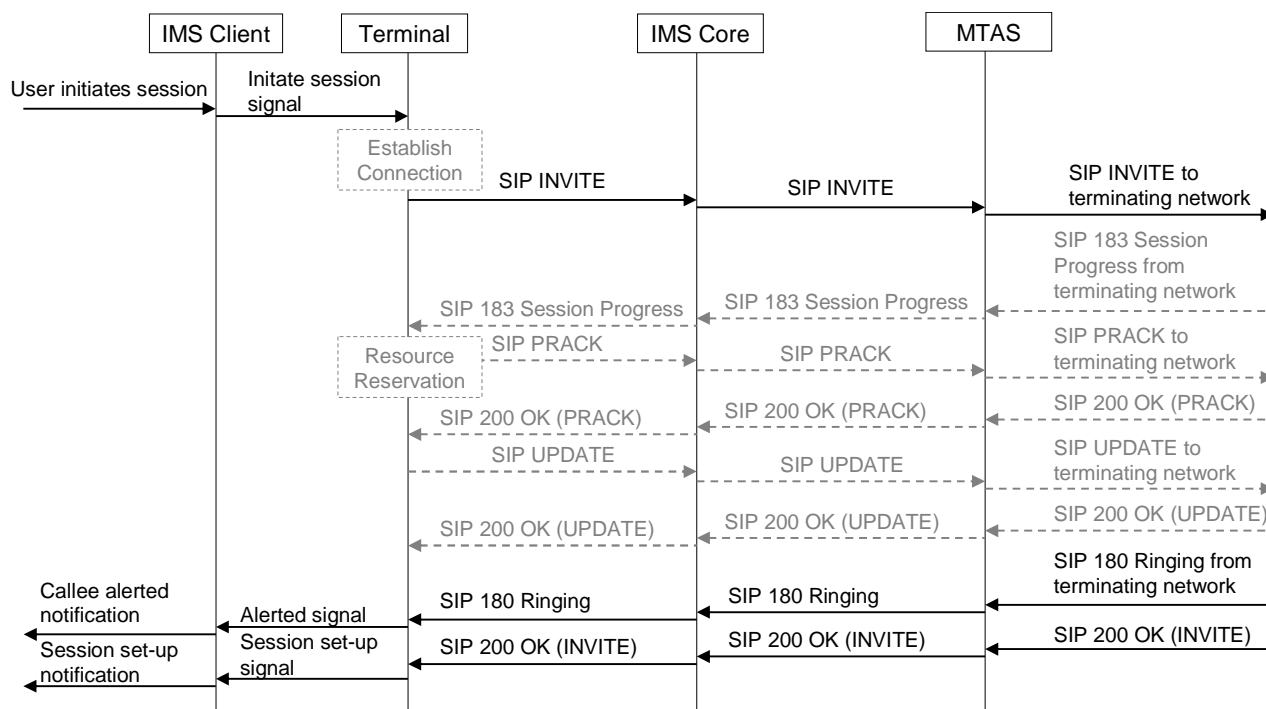 IMS Client
Terminal
IMS Core
MTAS
User initiates session
Initate session
signal
Establish
Connection
SIP INVITE
SIP INVITE
SIP INVITE to
terminating network
SIP 183 Session
Progress from
terminating network
SIP 183 Session Progress
SIP 183 Session Progress
Resource
Reservation
SIP PRACK
SIP PRACK
SIP PRACK to
terminating network
SIP 200 OK (PRACK)
SIP 200 OK (PRACK)
SIP 200 OK (PRACK)
SIP UPDATE
SIP UPDATE
SIP UPDATE to
terminating network
SIP 200 OK (UPDATE)
SIP 200 OK (UPDATE)
SIP 200 OK (UPDATE)
SIP 180 Ringing from
terminating network
SIP 180 Ringing
SIP 180 Ringing
Alerted signal
Callee alerted
notification
SIP 200 OK (INVITE)
SIP 200 OK (INVITE)
SIP 200 OK (INVITE)
Session set-up
signal
Session set-up
notification